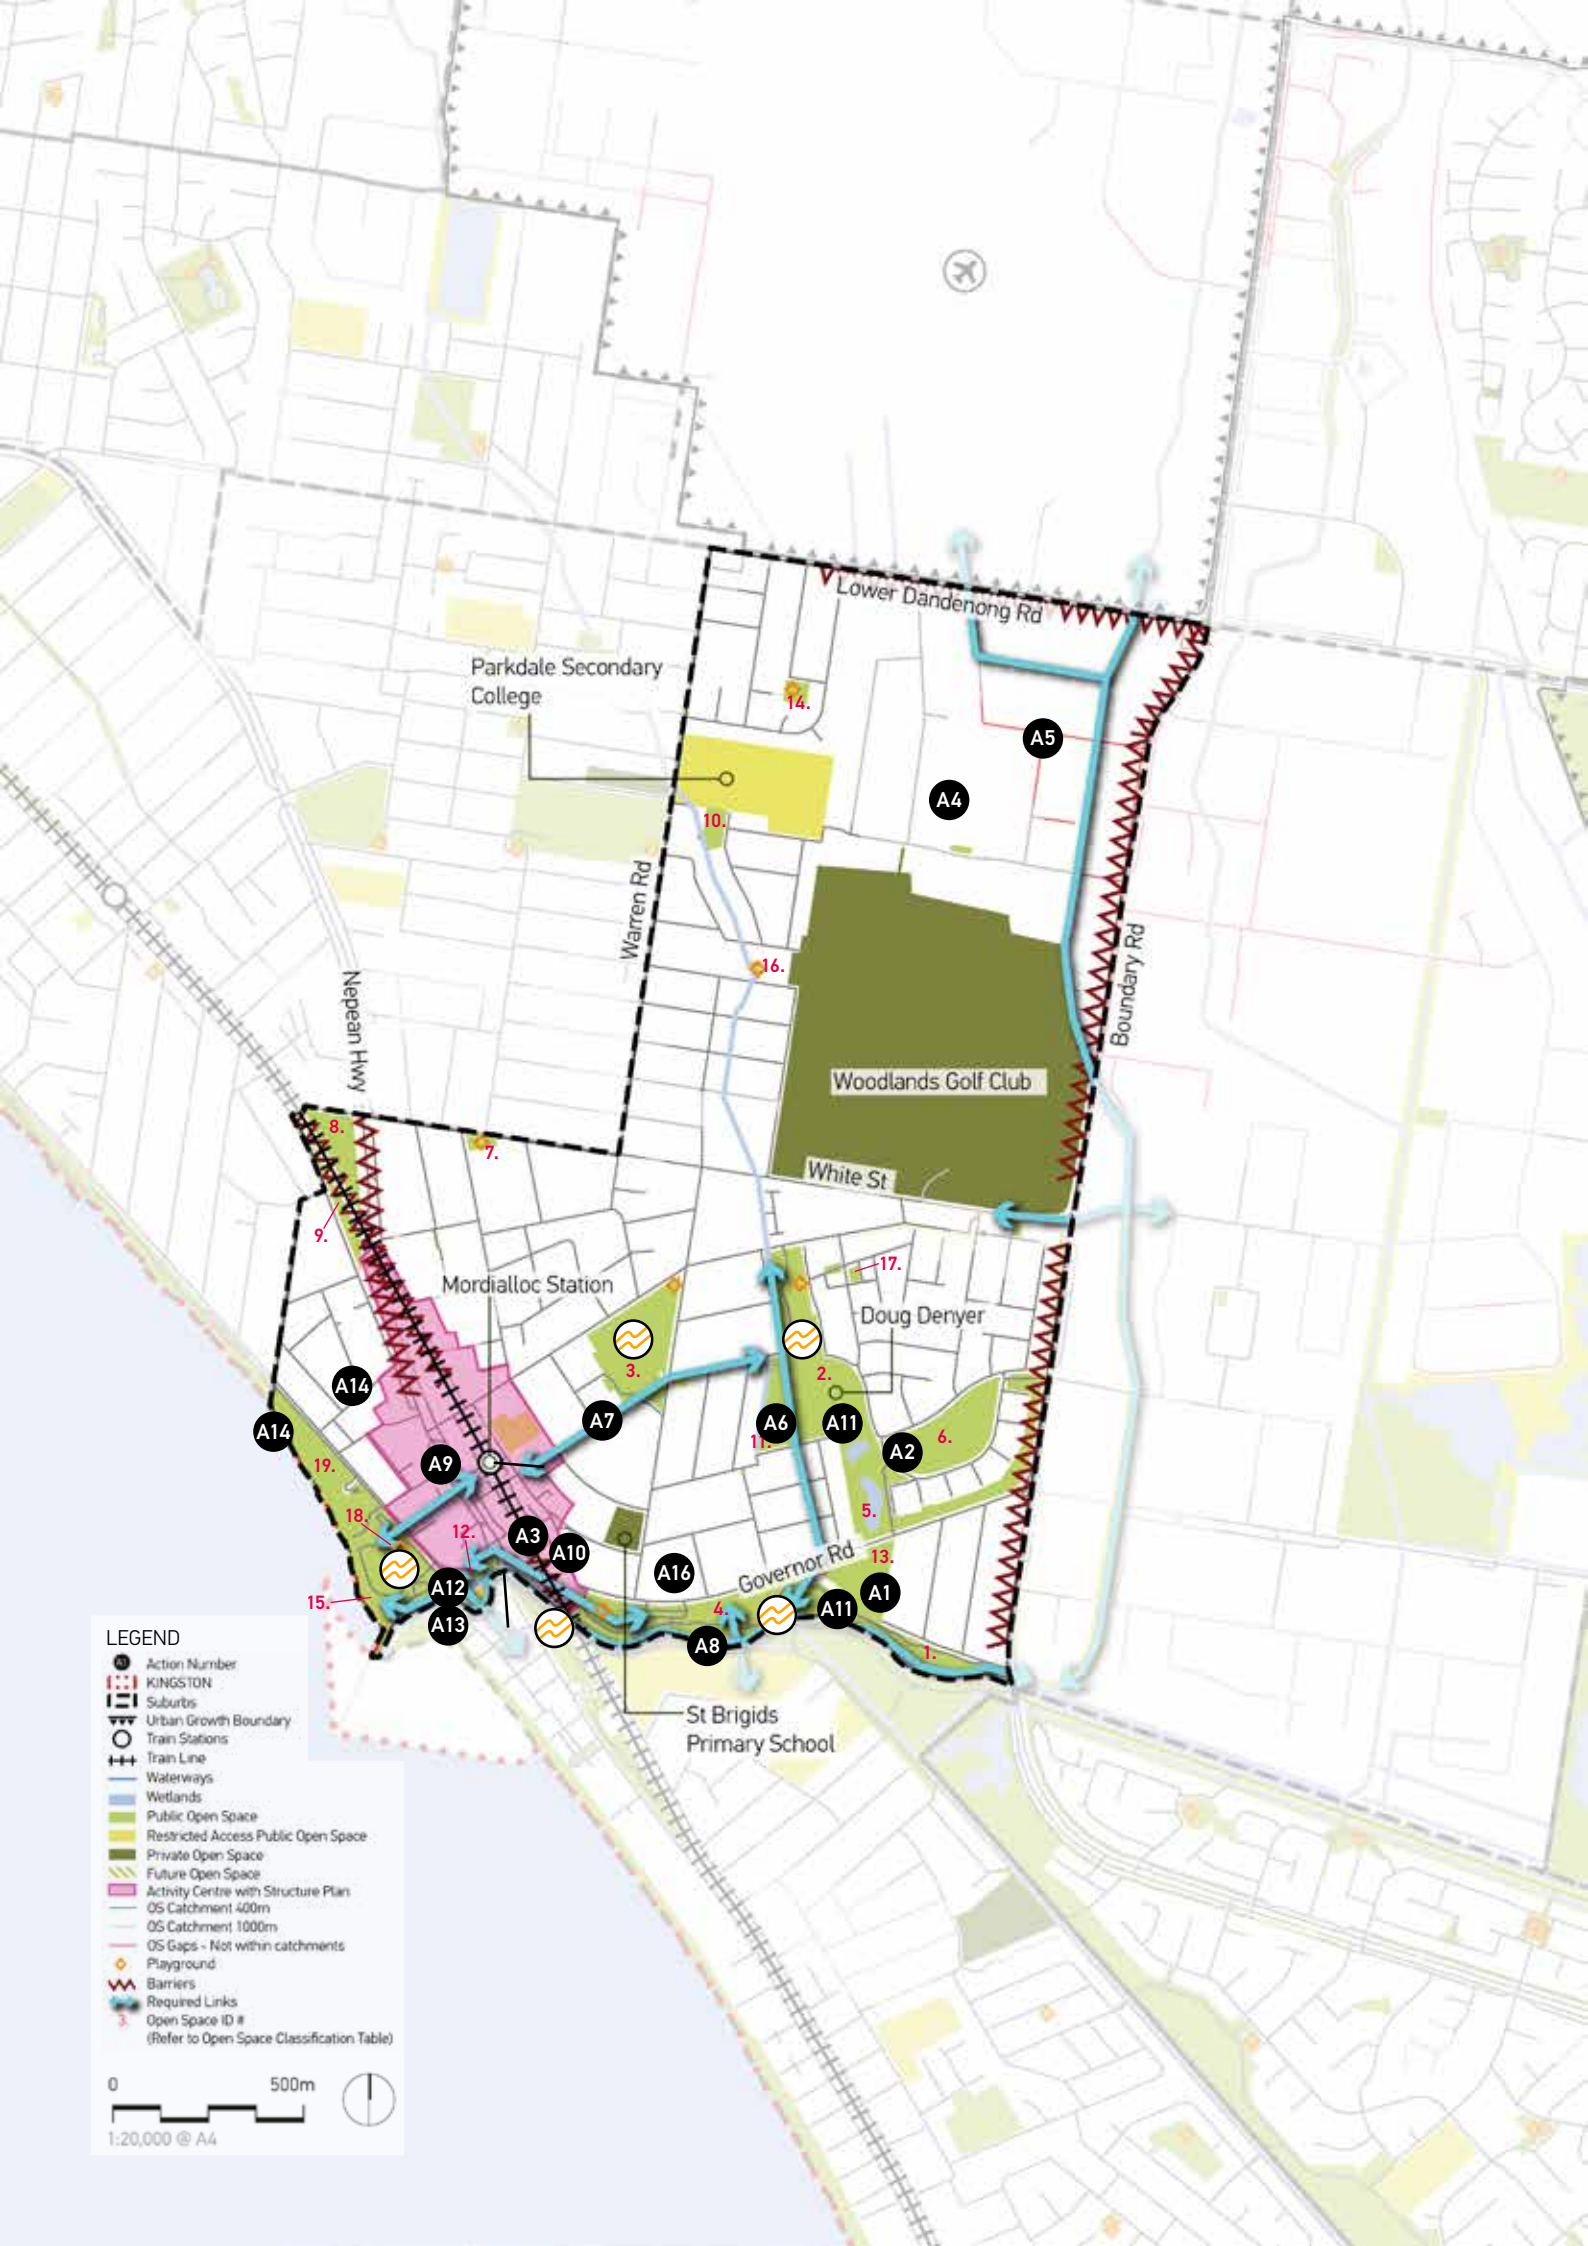 Lower Dandenong Rd
Parkdale Secondary
College
14.
A5
A4
10.
Warren Rd
16.
Boundary Rd
Nepean Hwy
Woodlands Golf Club
8.
7.
White St
9.
17.
Mordialloc Station
Doug Denyer
3.
2.
A14
A7
A6
A11
A14
11.
A2
6.
19.
A9
18.
12.
A3
A10
5.
Governor Rd
13.
A16
A12
A1
15.
4.
A11
A13
A8
1.
St Brigids
Primary School
LEGEND
Action Number
KINGSTON
Suburbs
Urban Growth Boundary
Train Stations
Train Line
Waterways
Wetlands
Public Open Space
Restricted Access Public Open Space
Private Open Space
Future Open Space
Activity Centre with Structure Plan
OS Catchment 400m
OS Catchment 1000m
OS Gaps - Not within catchments
Playground
Barriers
Required Links
3. Open Space ID #
(Refer to Open Space Classification Table)
0 500m
1:20,000 @ A4